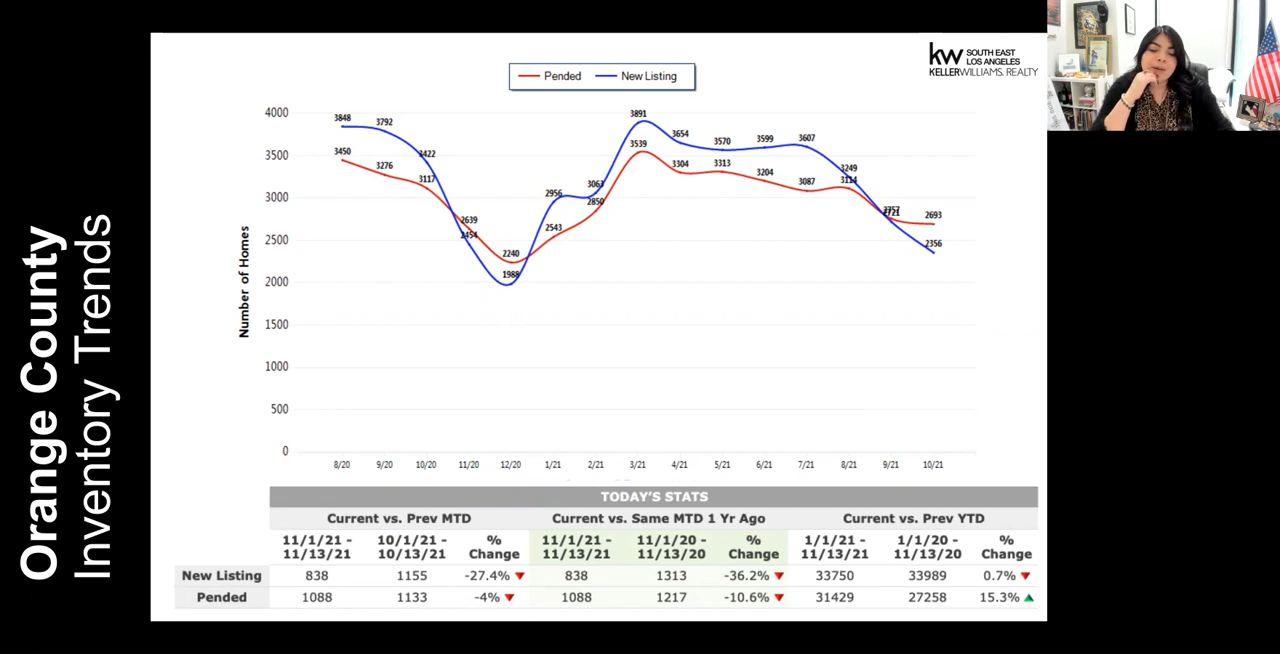 Orange County
Inventory Trends
kw SOUTH EAST
LOS ANGELES
KELLERWILLIAMS. REALTY
Pended New Listing
Number of Homes
4000
3500
3000
2500
2000
1500
1000
500
0
3848 3792 3422 2454 1988 2956 3063 3891 3654 3570 3599 3607 3249 2721 2356
3450 3276 3117 2639 2240 2543 2850 3539 3304 3313 3204 3087 3114 2757 2693
8/20 9/20 10/20 11/20 12/20 1/21 2/21 3/21 4/21 5/21 6/21 7/21 8/21 9/21 10/21
TODAY'S STATS
Current vs. Prev MTD Current vs. Same MTD 1 Yr Ago Current vs. Prev YTD
11/1/21 - 10/1/21 - % 11/1/21 - 11/1/20 - % 1/1/21 - 1/1/20 - %
11/13/21 10/13/21 Change 11/13/21 11/13/20 Change 11/13/21 11/13/20 Change
New Listing 838 1155 -27.4% 838 1313 -36.2% 33750 33989 0.7%
Pended 1088 1133 -4% 1088 1217 -10.6% 31429 27258 15.3%